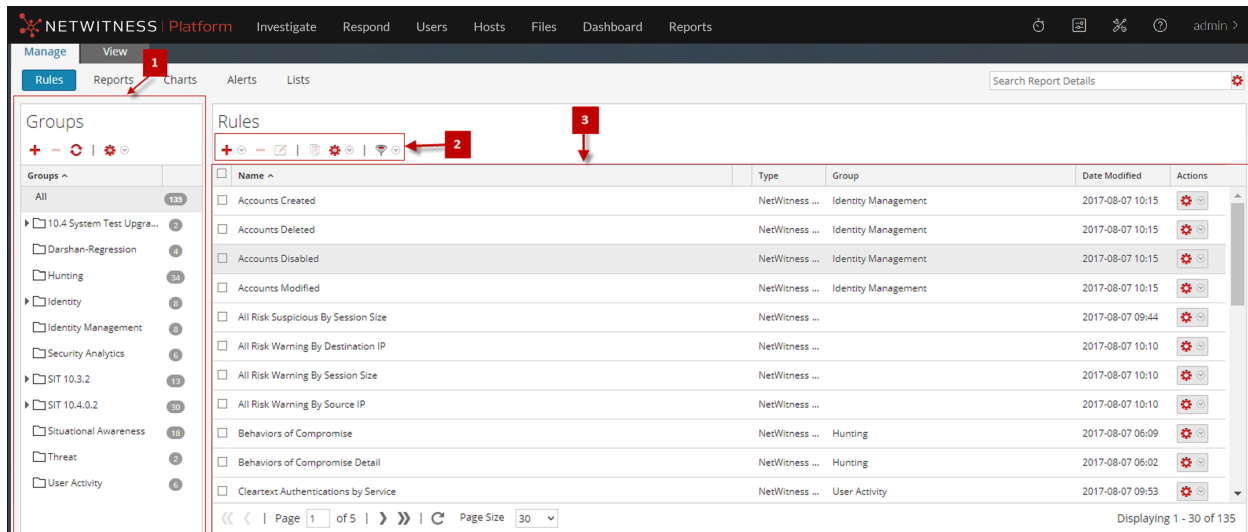 NETWITNESS | Platform Investigate Respond Users Hosts Files Dashboard Reports admin >
Manage View
1
Rules Reports Charts Alerts Lists Search Report Details
Groups
Rules
3
2
Groups
Name Type Group Date Modified Actions
All 135
Accounts Created NetWitness ... Identity Management 2017-08-07 10:15
10.4 System Test Upgra... 2
Accounts Deleted NetWitness ... Identity Management 2017-08-07 10:15
Darshan-Regression 4
Accounts Disabled NetWitness ... Identity Management 2017-08-07 10:15
Hunting 34
Accounts Modified NetWitness ... Identity Management 2017-08-07 10:15
Identity 8
All Risk Suspicious By Session Size NetWitness ... 2017-08-07 09:44
Identity Management 8
All Risk Warning By Destination IP NetWitness ... 2017-08-07 10:10
Security Analytics 6
All Risk Warning By Session Size NetWitness ... 2017-08-07 10:10
SIT 10.3.2 13
All Risk Warning By Source IP NetWitness ... 2017-08-07 10:10
SIT 10.4.0.2 30
Behaviors of Compromise NetWitness ... Hunting 2017-08-07 06:09
Situational Awareness 18
Behaviors of Compromise Detail NetWitness ... Hunting 2017-08-07 06:02
Threat 2
User Activity 6
Cleartext Authentications by Service NetWitness ... User Activity 2017-08-07 09:53
Page 1 of 5 Page Size 30 Displaying 1 - 30 of 135